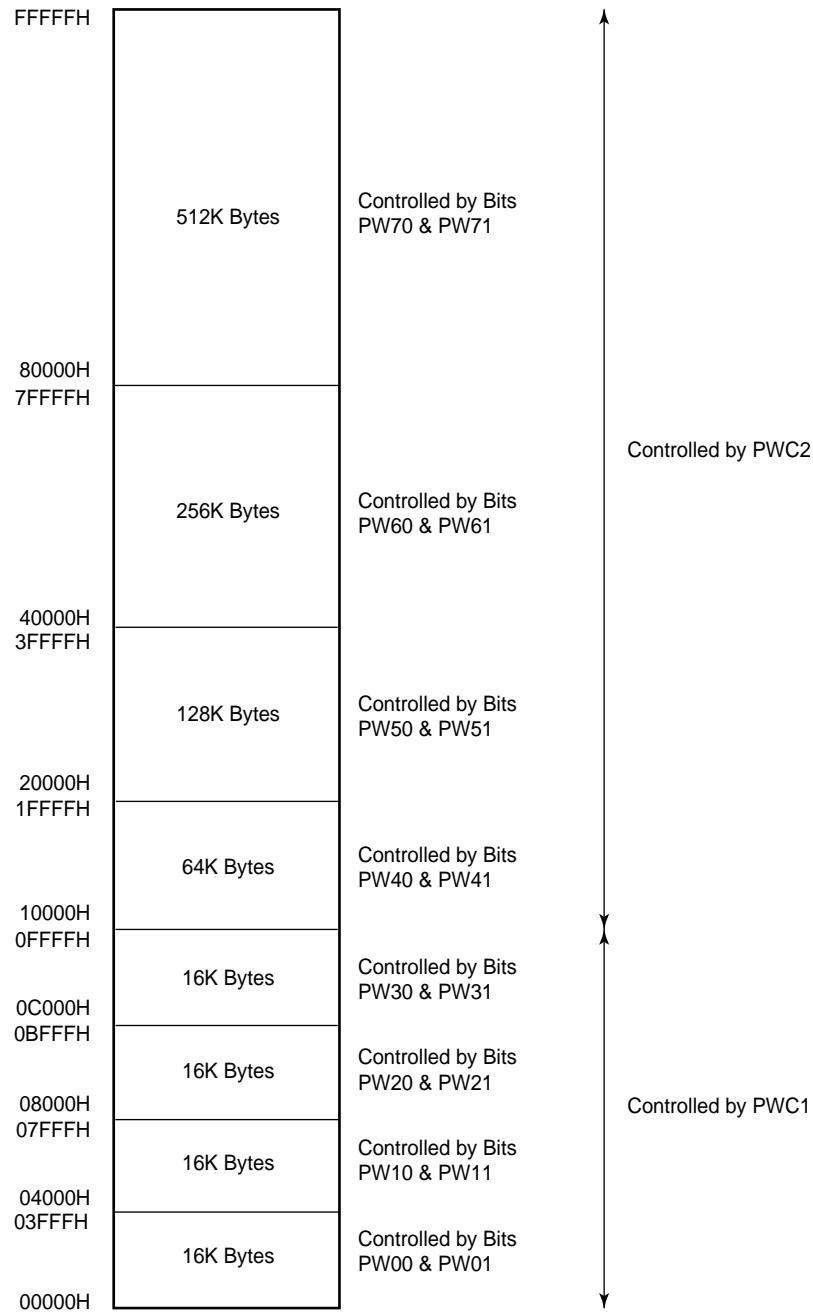 FFFFFH
512K Bytes
Controlled by Bits
PW70 & PW71
80000H
7FFFFH
Controlled by PWC2
256K Bytes
Controlled by Bits
PW60 & PW61
40000H
3FFFFH
128K Bytes
Controlled by Bits
PW50 & PW51
20000H
1FFFFH
64K Bytes
Controlled by Bits
PW40 & PW41
10000H
0FFFFH
16K Bytes
Controlled by Bits
PW30 & PW31
0C000H
0BFFFH
16K Bytes
Controlled by Bits
PW20 & PW21
08000H
07FFFH
Controlled by PWC1
16K Bytes
Controlled by Bits
PW10 & PW11
04000H
03FFFH
16K Bytes
Controlled by Bits
PW00 & PW01
00000H